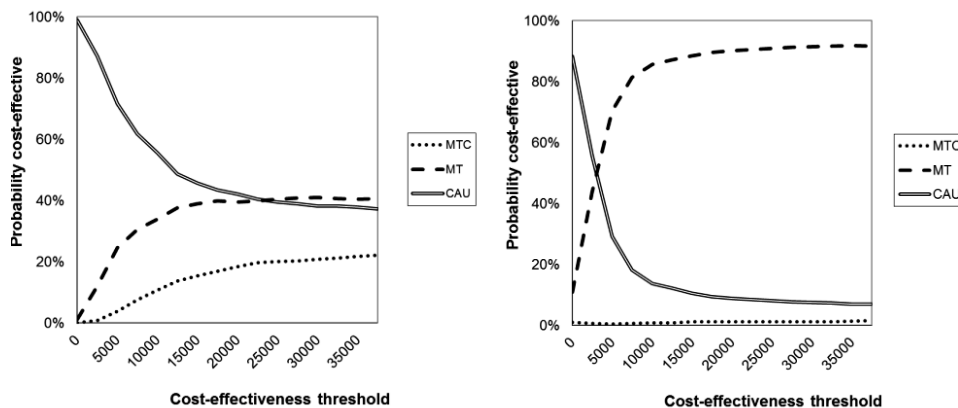 100%
80%
60%
40%
20%
0%
Probability cost-effective
0
5000
10000
15000
20000
25000
30000
35000
Cost-effectiveness threshold
MTC
MT
CAU
100%
80%
60%
40%
20%
0%
Probability cost-effective
0
5000
10000
15000
20000
25000
30000
35000
Cost-effectiveness threshold
MTC
MT
CAU